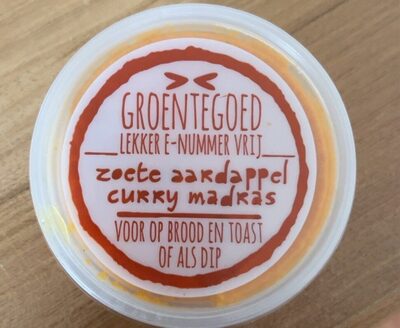 GROENTEGOED
LEKKER E-NUMMER VRIJ
zoete aardappel
curry madras
VOOR OP BROOD EN TOAST
OF ALS DIP